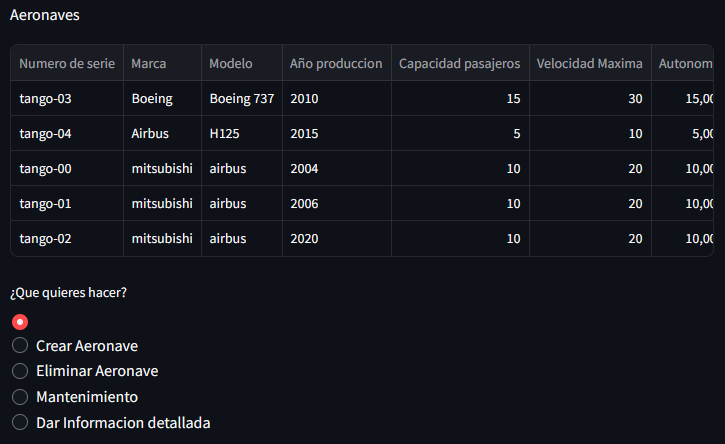 Aeronaves
Numero de serie Marca Modelo Año produccion Capacidad pasajeros Velocidad Maxima Autonom
tango-03 Boeing Boeing 737 2010 15 30 15,00
tango-04 Airbus H125 2015 5 10 5,00
tango-00 mitsubishi airbus 2004 10 20 10,00
tango-01 mitsubishi airbus 2006 10 20 10,00
tango-02 mitsubishi airbus 2020 10 20 10,00
¿Que quieres hacer?
Crear Aeronave
Eliminar Aeronave
Mantenimiento
Dar Informacion detallada